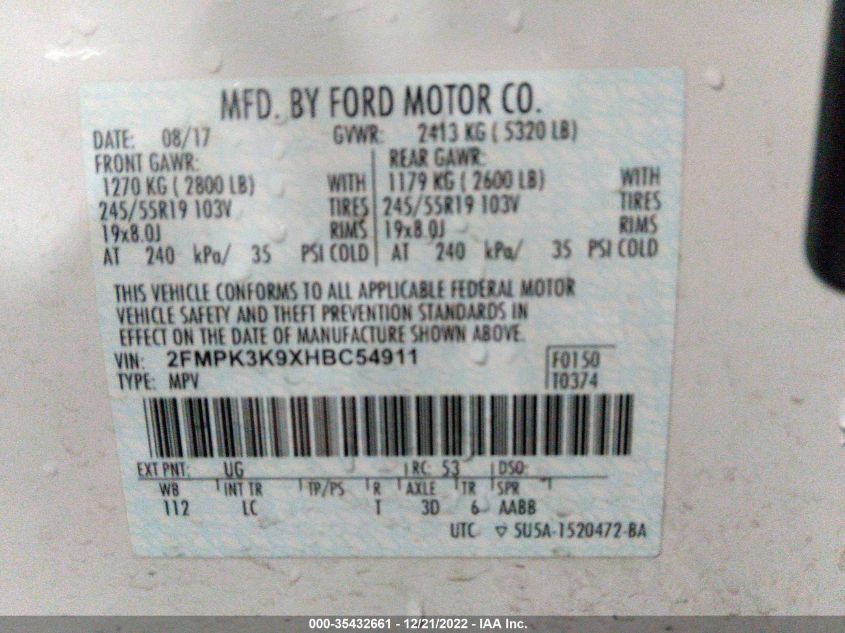 MFD. BY FORD MOTOR CO.
DATE: 08/17 GVWR: 2413 KG ( 5320 LB)
FRONT GAWR: REAR GAWR:
1270 KG ( 2800 LB) WITH 1179 KG ( 2600 LB) WITH
245/55R19 103V TIRES 245/55R19 103V TIRES
19x8.0J RIMS 19x8.0J RIMS
AT 240 kPa/ 35 PSI COLD AT 240 kPa/ 35 PSI COLD
THIS VEHICLE CONFORMS TO ALL APPLICABLE FEDERAL MOTOR
VEHICLE SAFETY AND THEFT PREVENTION STANDARDS IN
EFFECT ON THE DATE OF MANUFACTURE SHOWN ABOVE.
VIN: 2FMPK3K9XHBC54911 F0150
TYPE: MPV T0374
EXT PNT: UG RC: 53 DSO:
WB INT TR TP/PS R AXLE TR SPR
112 LC T 3D 6 AABB
UTC ▽ 5U5A-1520472-BA
000-35432661 - 12/21/2022 - IAA Inc.